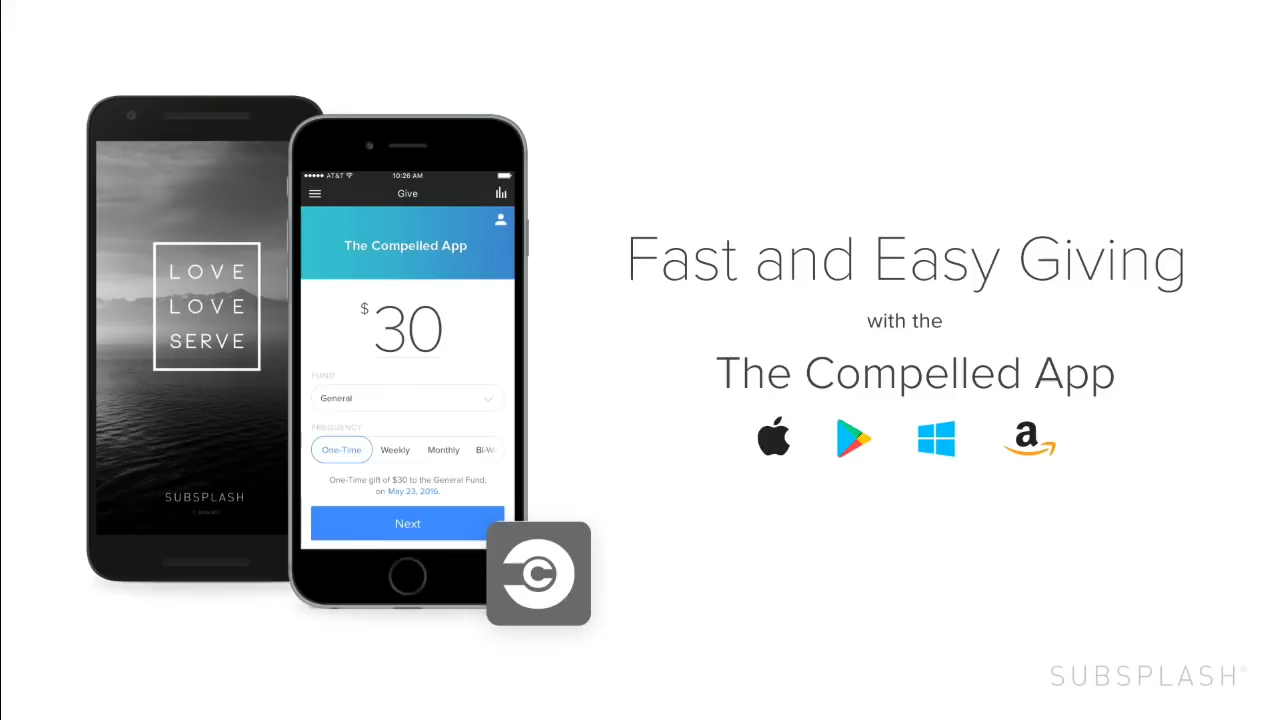 LOVE
LOVE
SERVE
SUBSPLASH
AT&T
10:26 AM
Give
The Compelled App
$30
FUND
General
FREQUENCY
One-Time Weekly Monthly Bi-W
One-Time gift of $30 to the General Fund,
on May 23, 2016.
Next
C
Fast and Easy Giving
with the
The Compelled App
a
SUBSPLASH®